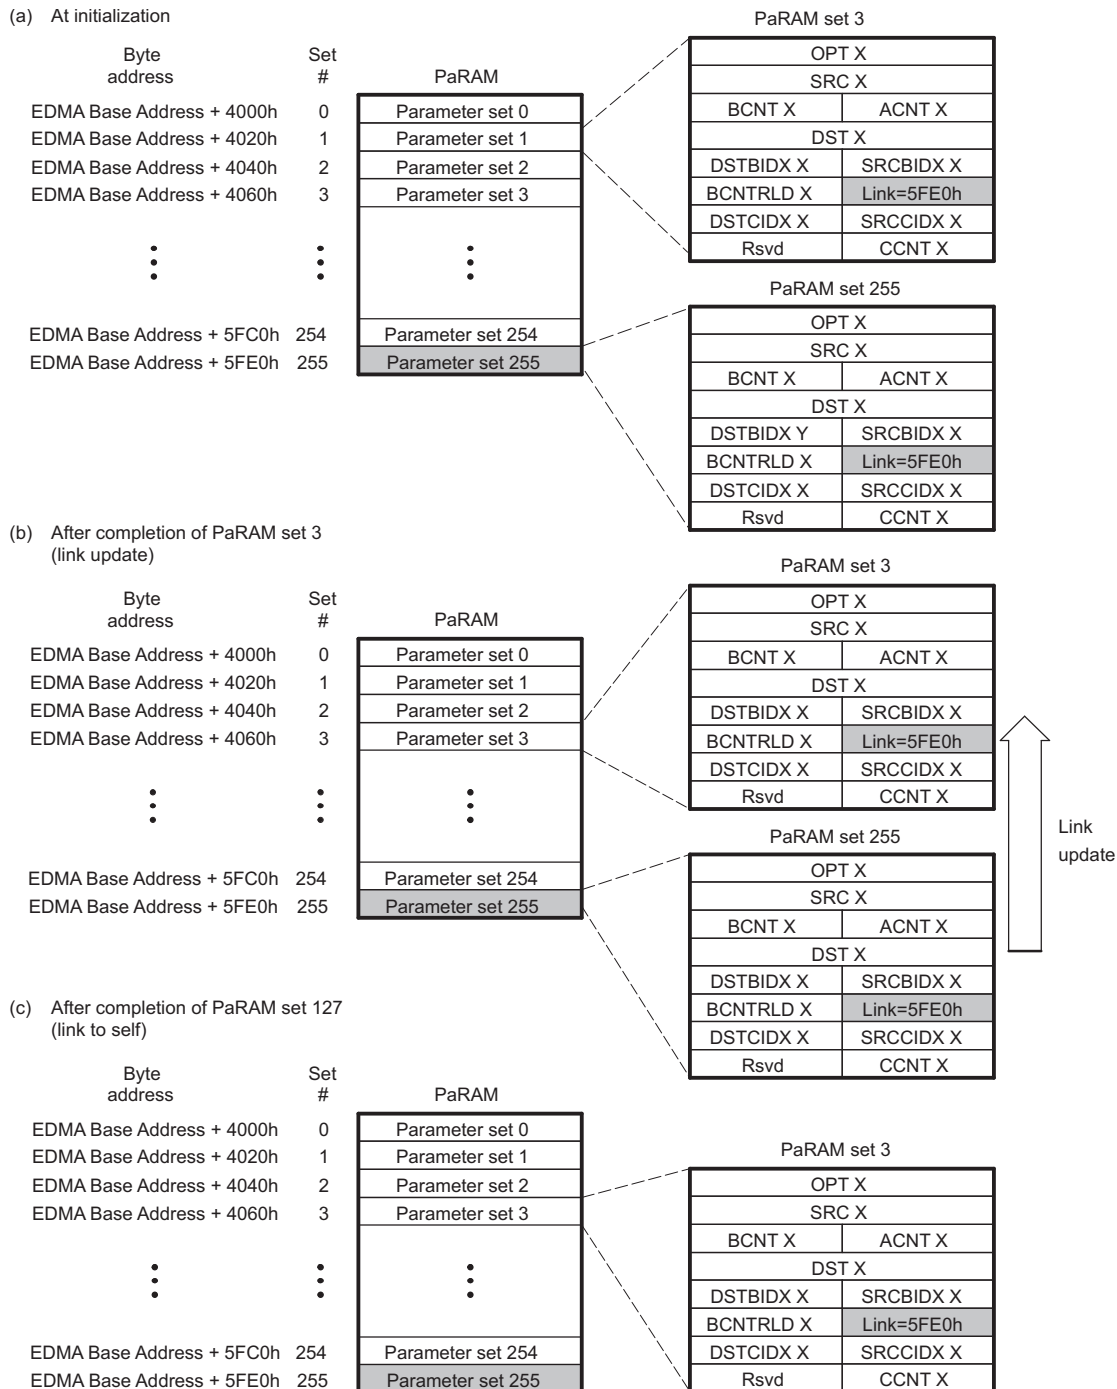 (a) At initialization
Byte address Set # PaRAM
EDMA Base Address + 4000h 0 Parameter set 0
EDMA Base Address + 4020h 1 Parameter set 1
EDMA Base Address + 4040h 2 Parameter set 2
EDMA Base Address + 4060h 3 Parameter set 3
EDMA Base Address + 5FC0h 254 Parameter set 254
EDMA Base Address + 5FE0h 255 Parameter set 255
PaRAM set 3
OPT X
SRC X
BCNT X ACNT X
DST X
DSTBIDX X SRCBIDX X
BCNTRLD X Link=5FE0h
DSTCIDX X SRCCIDX X
Rsvd CCNT X
PaRAM set 255
OPT X
SRC X
BCNT X ACNT X
DST X
DSTBIDX Y SRCBIDX X
BCNTRLD X Link=5FE0h
DSTCIDX X SRCCIDX X
Rsvd CCNT X
(b) After completion of PaRAM set 3
(link update)
Byte address Set # PaRAM
EDMA Base Address + 4000h 0 Parameter set 0
EDMA Base Address + 4020h 1 Parameter set 1
EDMA Base Address + 4040h 2 Parameter set 2
EDMA Base Address + 4060h 3 Parameter set 3
EDMA Base Address + 5FC0h 254 Parameter set 254
EDMA Base Address + 5FE0h 255 Parameter set 255
PaRAM set 3
OPT X
SRC X
BCNT X ACNT X
DST X
DSTBIDX X SRCBIDX X
BCNTRLD X Link=5FE0h
DSTCIDX X SRCCIDX X
Rsvd CCNT X
PaRAM set 255
OPT X
SRC X
BCNT X ACNT X
DST X
DSTBIDX X SRCBIDX X
BCNTRLD X Link=5FE0h
DSTCIDX X SRCCIDX X
Rsvd CCNT X
Link
update
(c) After completion of PaRAM set 127
(link to self)
Byte address Set # PaRAM
EDMA Base Address + 4000h 0 Parameter set 0
EDMA Base Address + 4020h 1 Parameter set 1
EDMA Base Address + 4040h 2 Parameter set 2
EDMA Base Address + 4060h 3 Parameter set 3
EDMA Base Address + 5FC0h 254 Parameter set 254
EDMA Base Address + 5FE0h 255 Parameter set 255
PaRAM set 3
OPT X
SRC X
BCNT X ACNT X
DST X
DSTBIDX X SRCBIDX X
BCNTRLD X Link=5FE0h
DSTCIDX X SRCCIDX X
Rsvd CCNT X